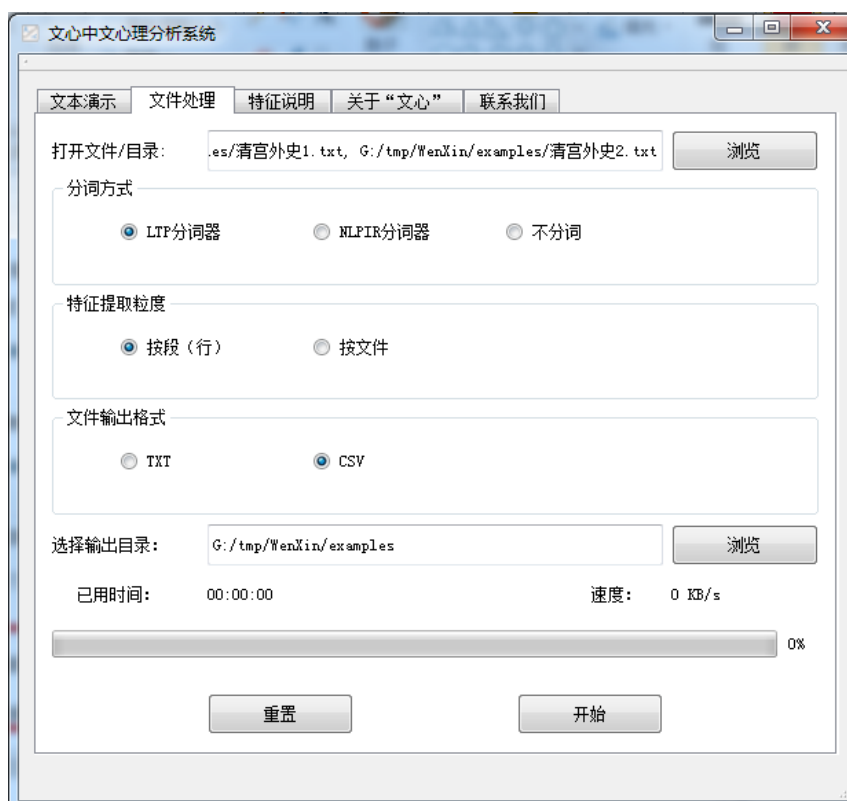 文心中文心理分析系统
文本演示 文件处理 特征说明 关于“文心” 联系我们
打开文件/目录: .es/清宫外史1.txt, G:/tmp/WenXin/examples/清宫外史2.txt 浏览
分词方式
LTP分词器 NLPIR分词器 不分词
特征提取粒度
按段（行） 按文件
文件输出格式
TXT CSV
选择输出目录: G:/tmp/WenXin/examples 浏览
已用时间: 00:00:00 速度: 0 KB/s
0%
重置 开始